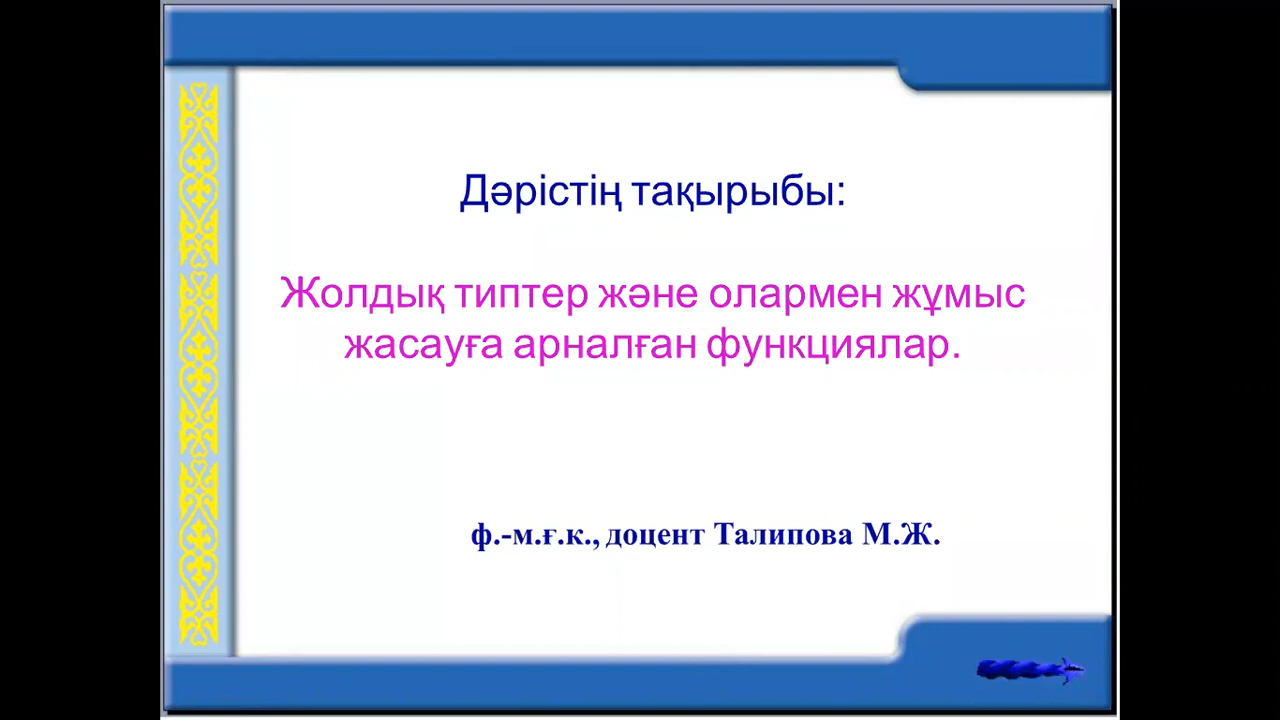 Дәрістің тақырыбы:
Жолдық типтер және олармен жұмыс
жасауға арналған функциялар.
ф.-м.ғ.к., доцент Талипова М.Ж.